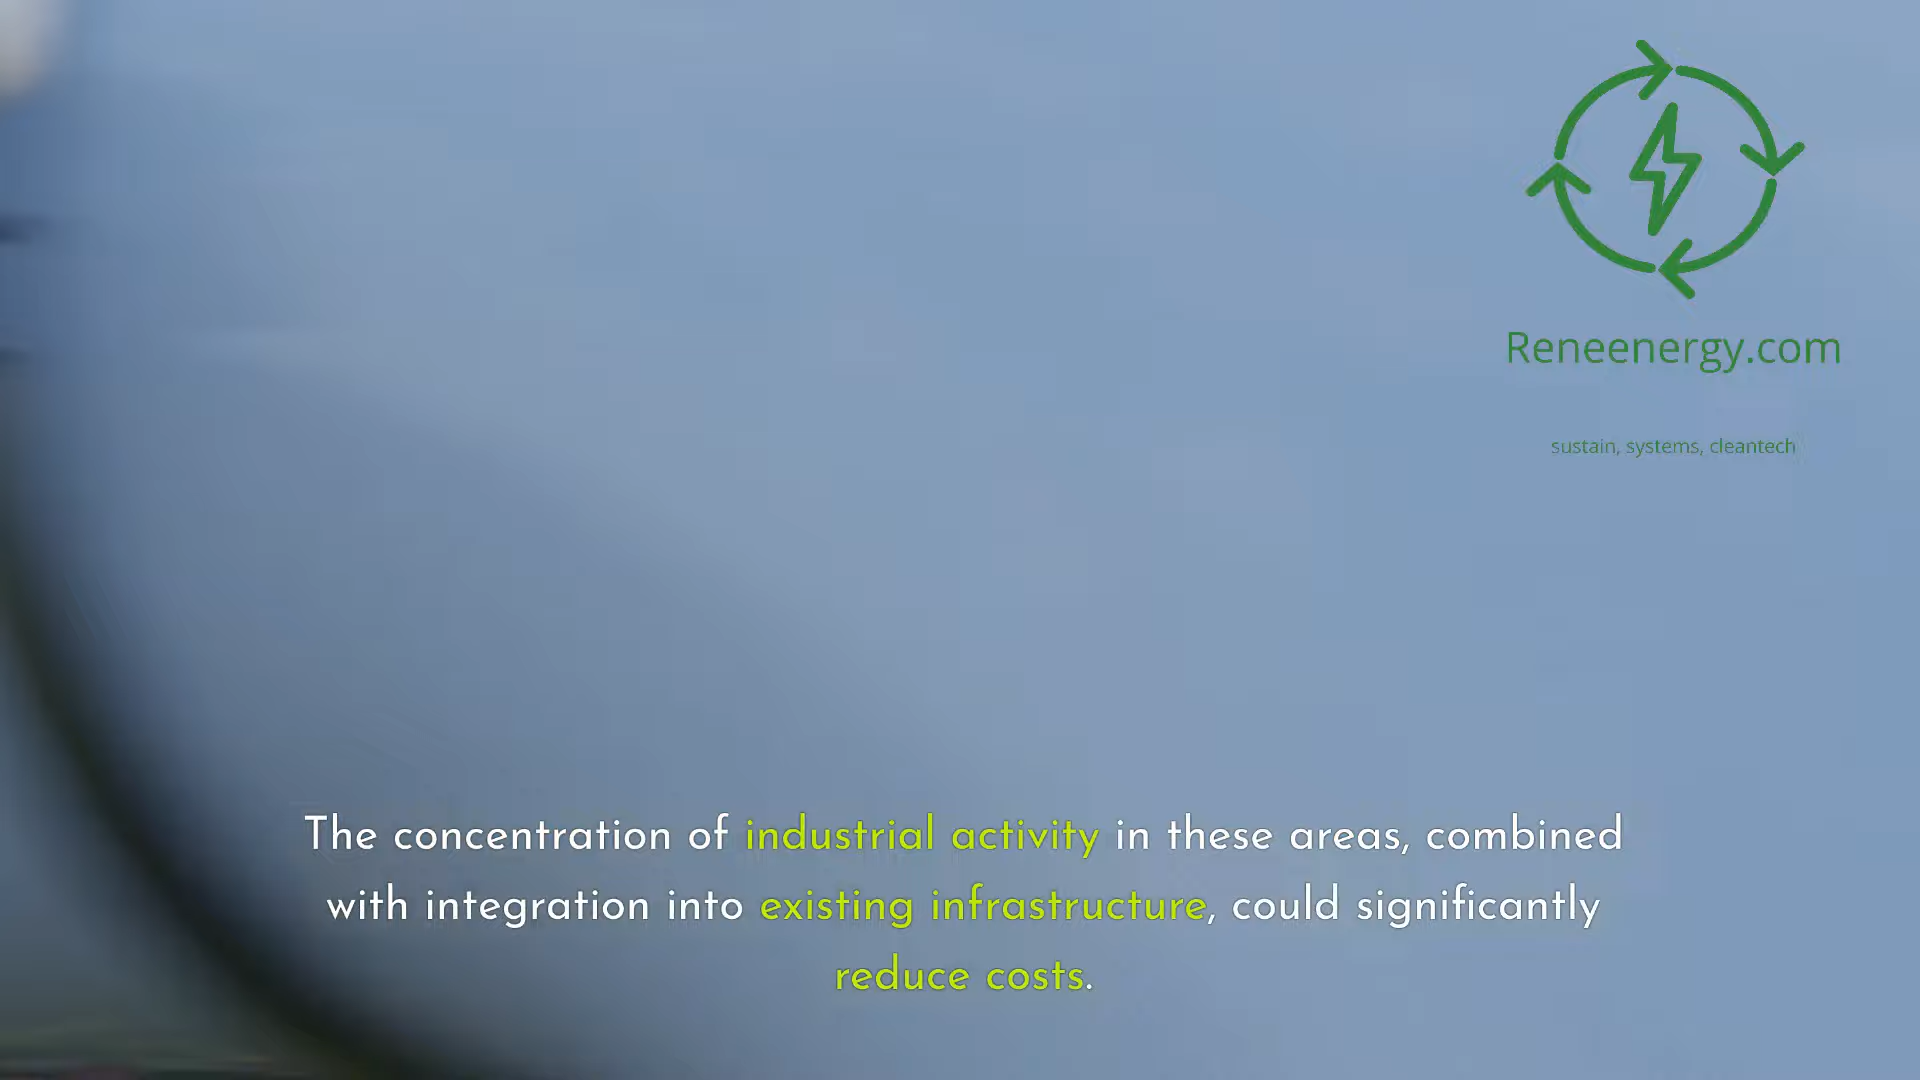 Reneenergy.com
sustain, systems, cleantech
The concentration of industrial activity in these areas, combined
with integration into existing infrastructure, could significantly
reduce costs.